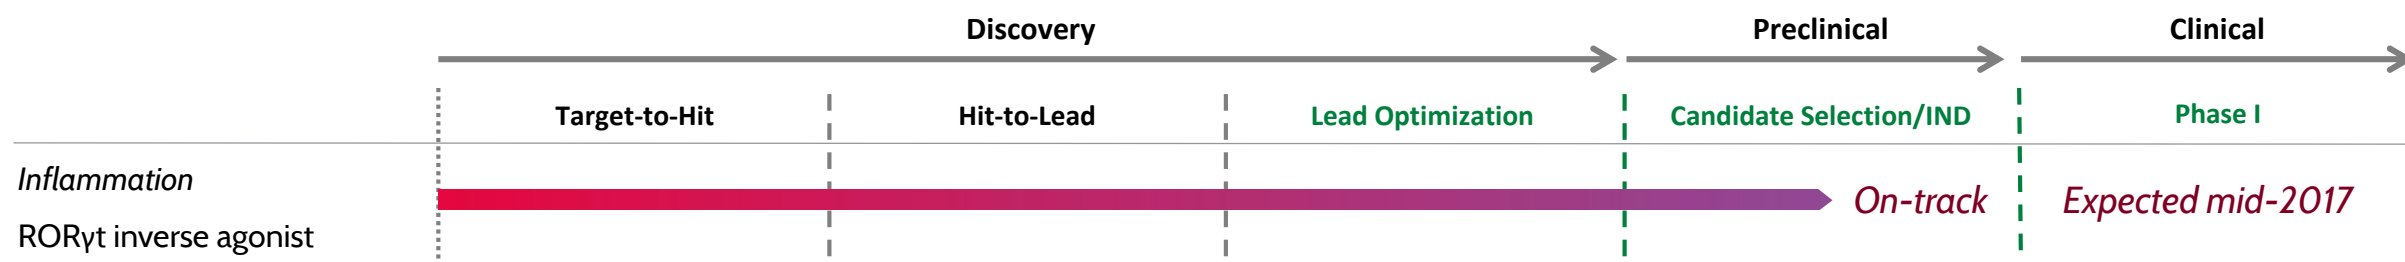 Discovery Preclinical Clinical
Target-to-Hit Hit-to-Lead Lead Optimization Candidate Selection/IND Phase I
Inflammation
On-track Expected mid-2017
RORγt inverse agonist